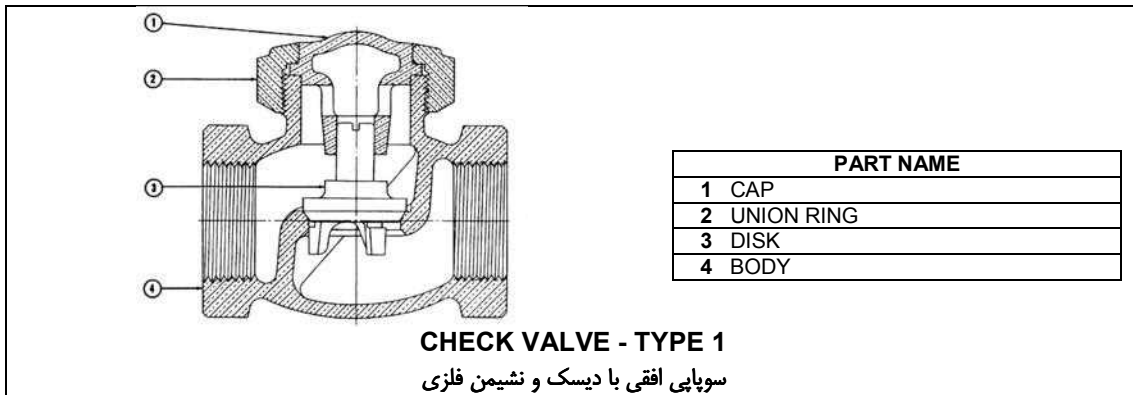 1
2
3
4
PART NAME
1 CAP
2 UNION RING
3 DISK
4 BODY
CHECK VALVE - TYPE 1
سوپاپی افقی با دیسک و نشیمن فلزی